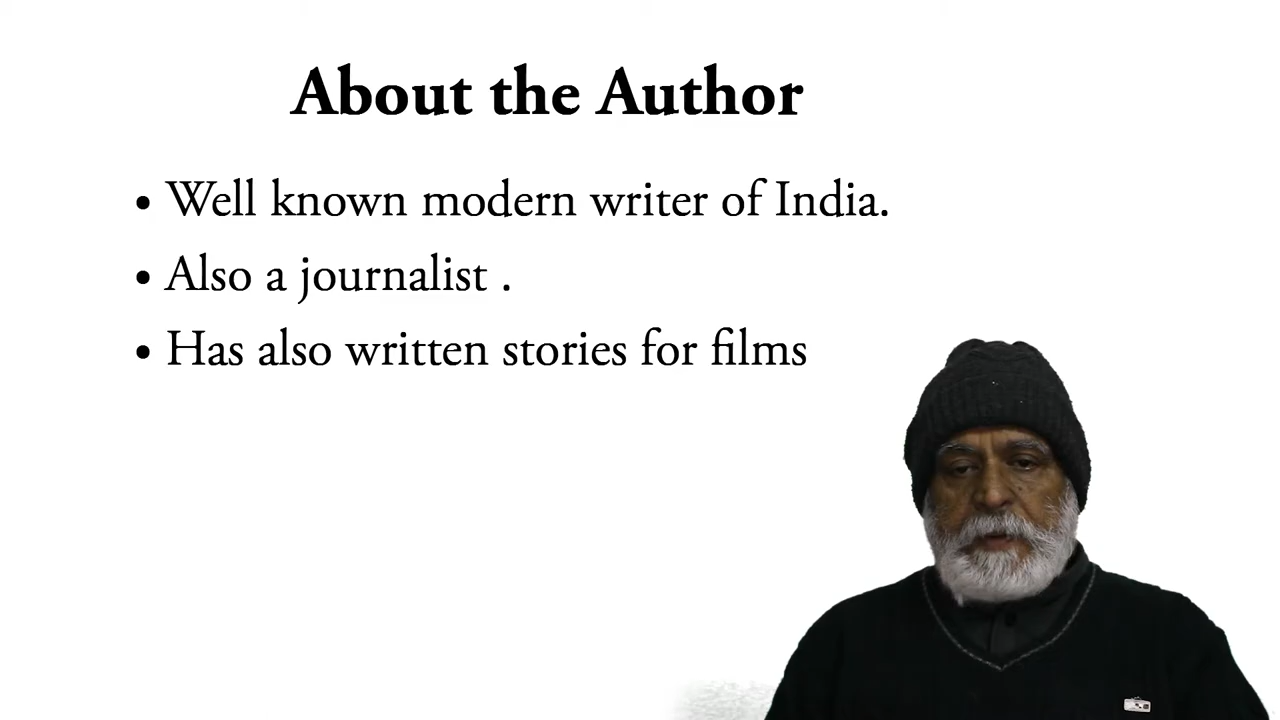 About the Author
• Well known modern writer of India.
• Also a journalist .
• Has also written stories for films